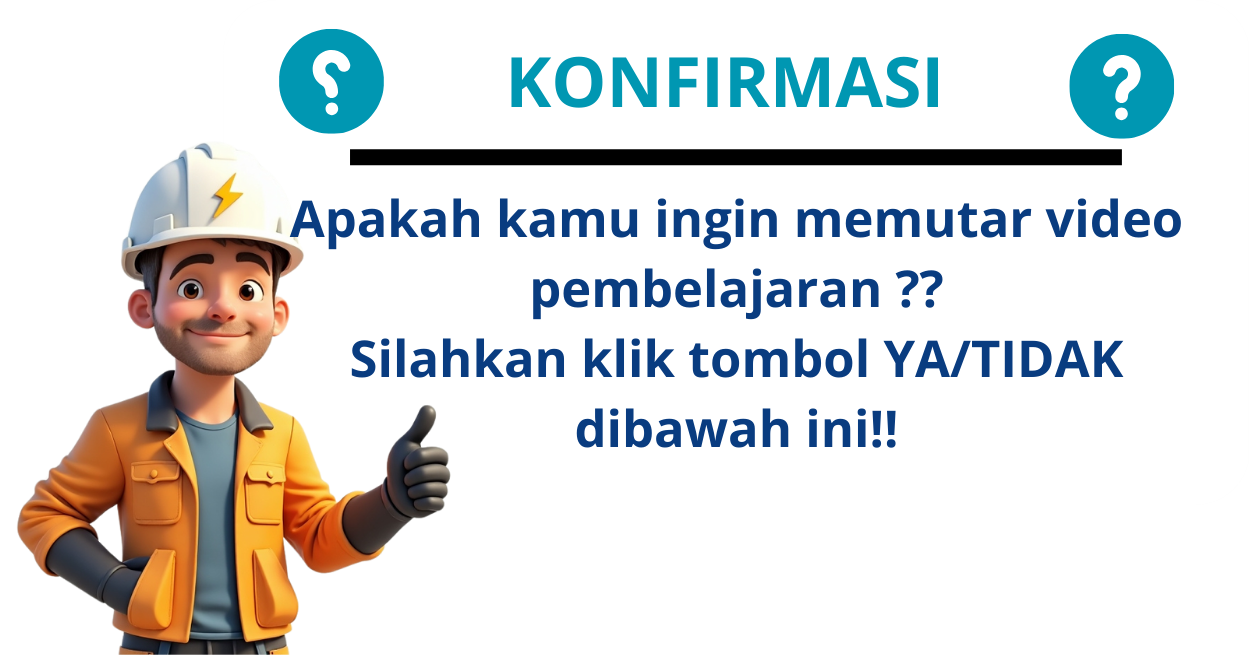 KONFIRMASI
Apakah kamu ingin memutar video
pembelajaran ??
Silahkan klik tombol YA/TIDAK
dibawah ini!!